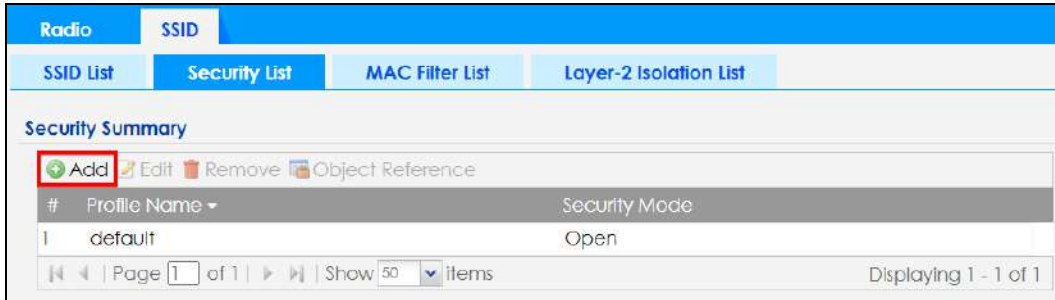 Radio SSID
SSID List Security List MAC Filter List Layer-2 Isolation List
Security Summary
Add Edit Remove Object Reference
# Profile Name Security Mode
1 default Open
Page 1 of 1 Show 50 items Displaying 1 - 1 of 1